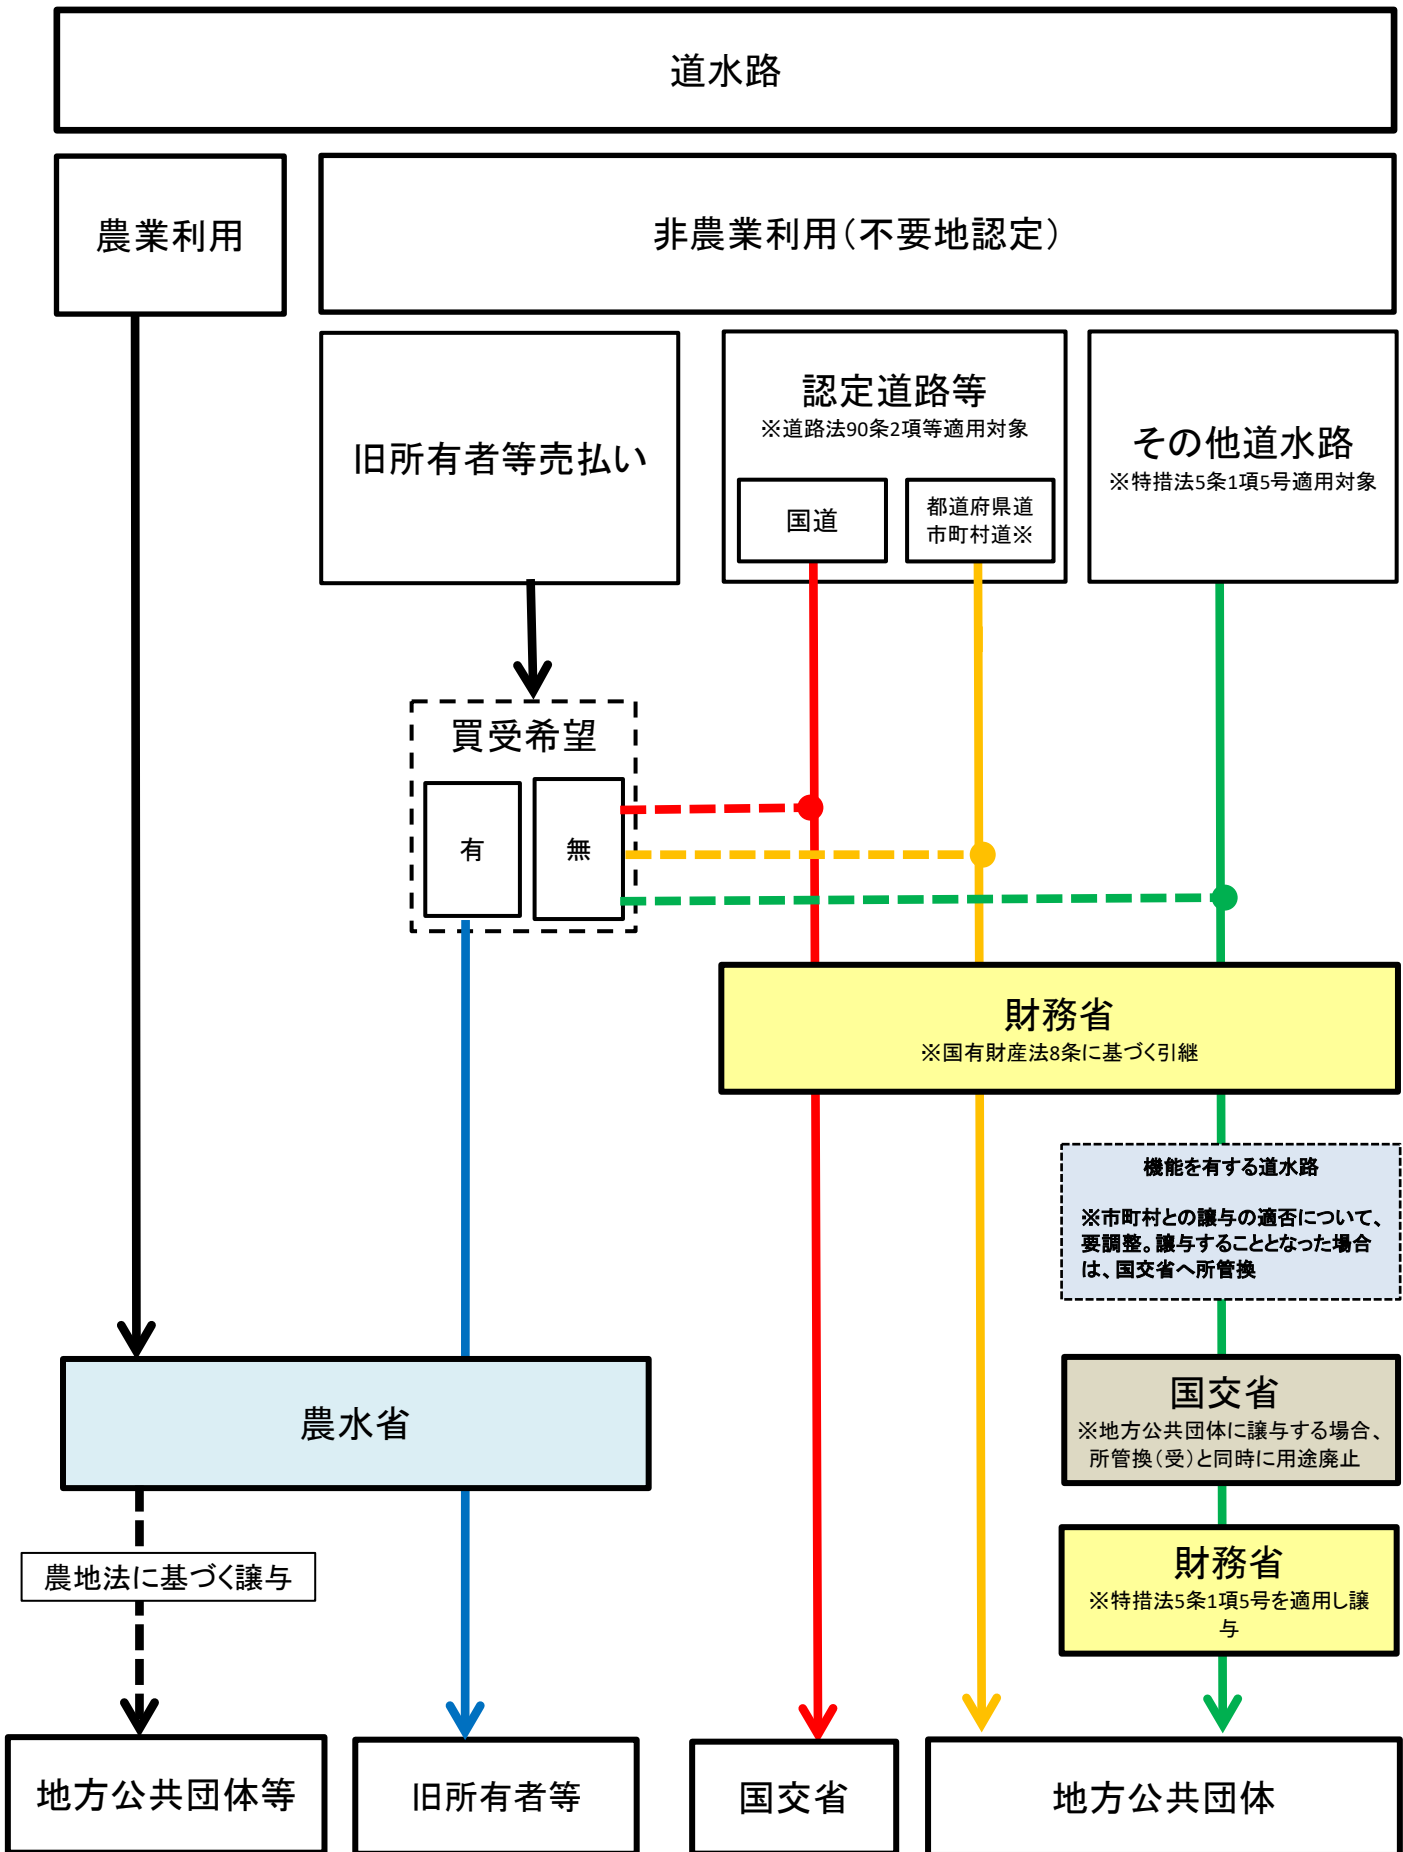 道水路
農業利用
非農業利用（不要地認定）
旧所有者等売払い
認定道路等
※道路法90条2項等適用対象
国道
都道府県道
市町村道※
その他道水路
※特措法5条1項5号適用対象
買受希望
有
無
財務省
※国有財産法8条に基づく引継
機能を有する道水路
※市町村との譲与の適否について、
要調整。譲与することとなった場合
は、国交省へ所管換
農水省
国交省
※地方公共団体に譲与する場合、
所管換（受）と同時に用途廃止
農地法に基づく譲与
財務省
※特措法5条1項5号を適用し譲
与
地方公共団体等
旧所有者等
国交省
地方公共団体